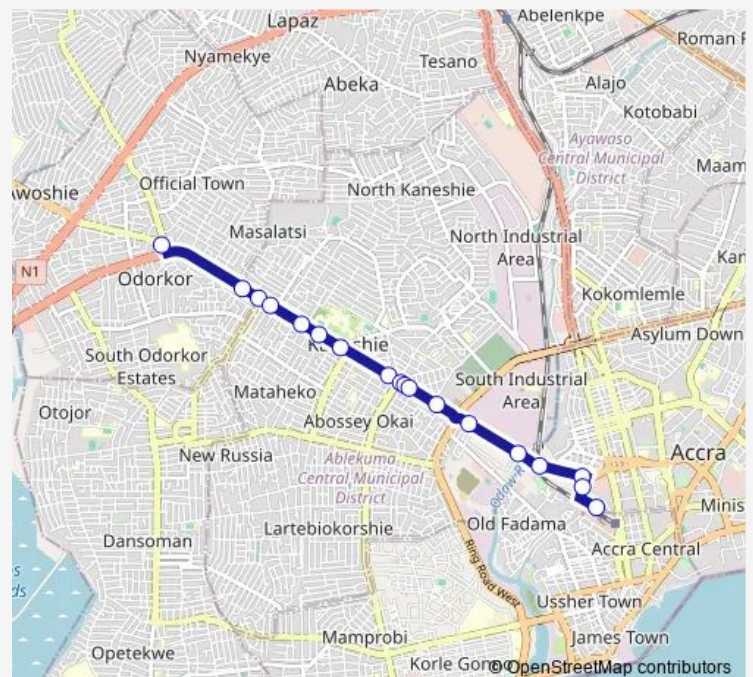 Abelenkpe
Lapaz
Roman R
Nyamekye
Tesano
Abeka
Alajo
Kotobabi
Ayawaso
Central Municipal
District
Maam
Awoshie
Official Town
North Kaneshie
Masalatsi
North Industrial
Area
Kan
N1
Odorkor
Kokomlemle
Asylum Down
South Odorkor
Estates
South Industrial
Area
Mataheko
Otojor
Abossey Okai
New Russia
Accra
Ablekuma
Central Municipal
District
Odaw-R
Minis
Dansoman
Lartebiokorshie
Old Fadama
Accra Central
Ring Road West
Ussher Town
Mamprobi
James Town
Opetekwe
Korle Gonno
© OpenStreetMap contributors